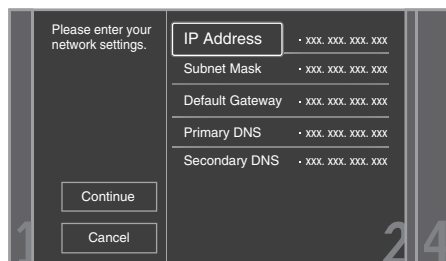 Please enter your
network settings.
IP Address · xxx. xxx. xxx. xxx
Subnet Mask · xxx. xxx. xxx. xxx
Default Gateway · xxx. xxx. xxx. xxx
Primary DNS · xxx. xxx. xxx. xxx
Secondary DNS · xxx. xxx. xxx. xxx
Continue
Cancel
1
2
4